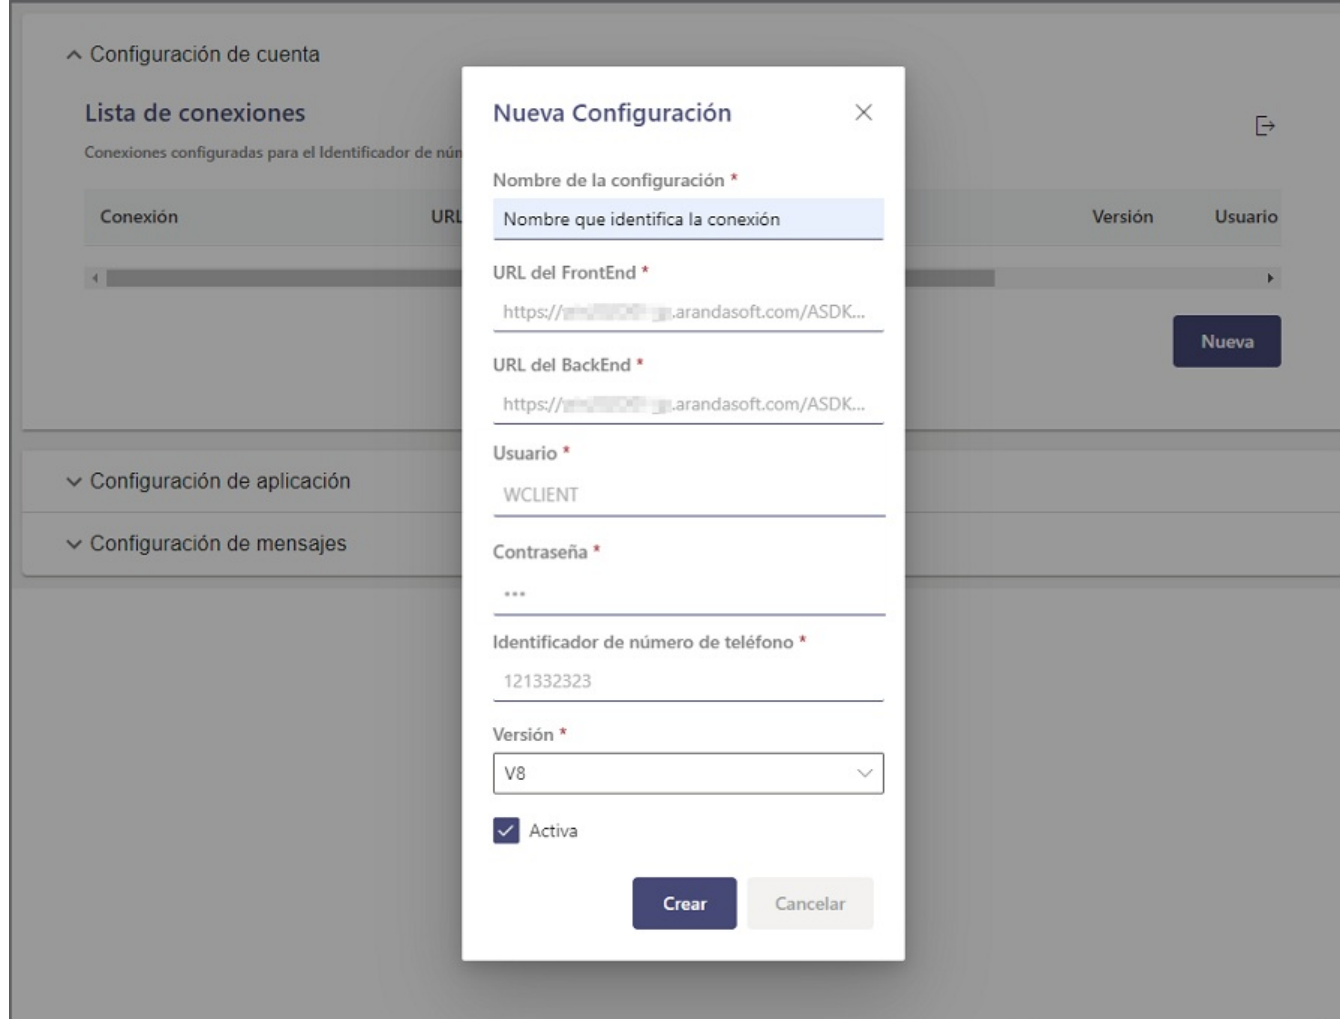 Configuración de cuenta
Lista de conexiones
Conexiones configuradas para el Identificador de
Conexión
Versión
Usuario
Nueva
Configuración de aplicación
Configuración de mensajes
Nueva Configuración
Nombre de la configuración *
Nombre que identifica la conexión
URL del FrontEnd *
https:// .arandasoft.com/ASDK...
URL del BackEnd *
https:// .arandasoft.com/ASDK...
Usuario *
WCLIENT
Contraseña *
•••
Identificador de número de teléfono *
121332323
Versión *
V8
Activa
Crear
Cancelar